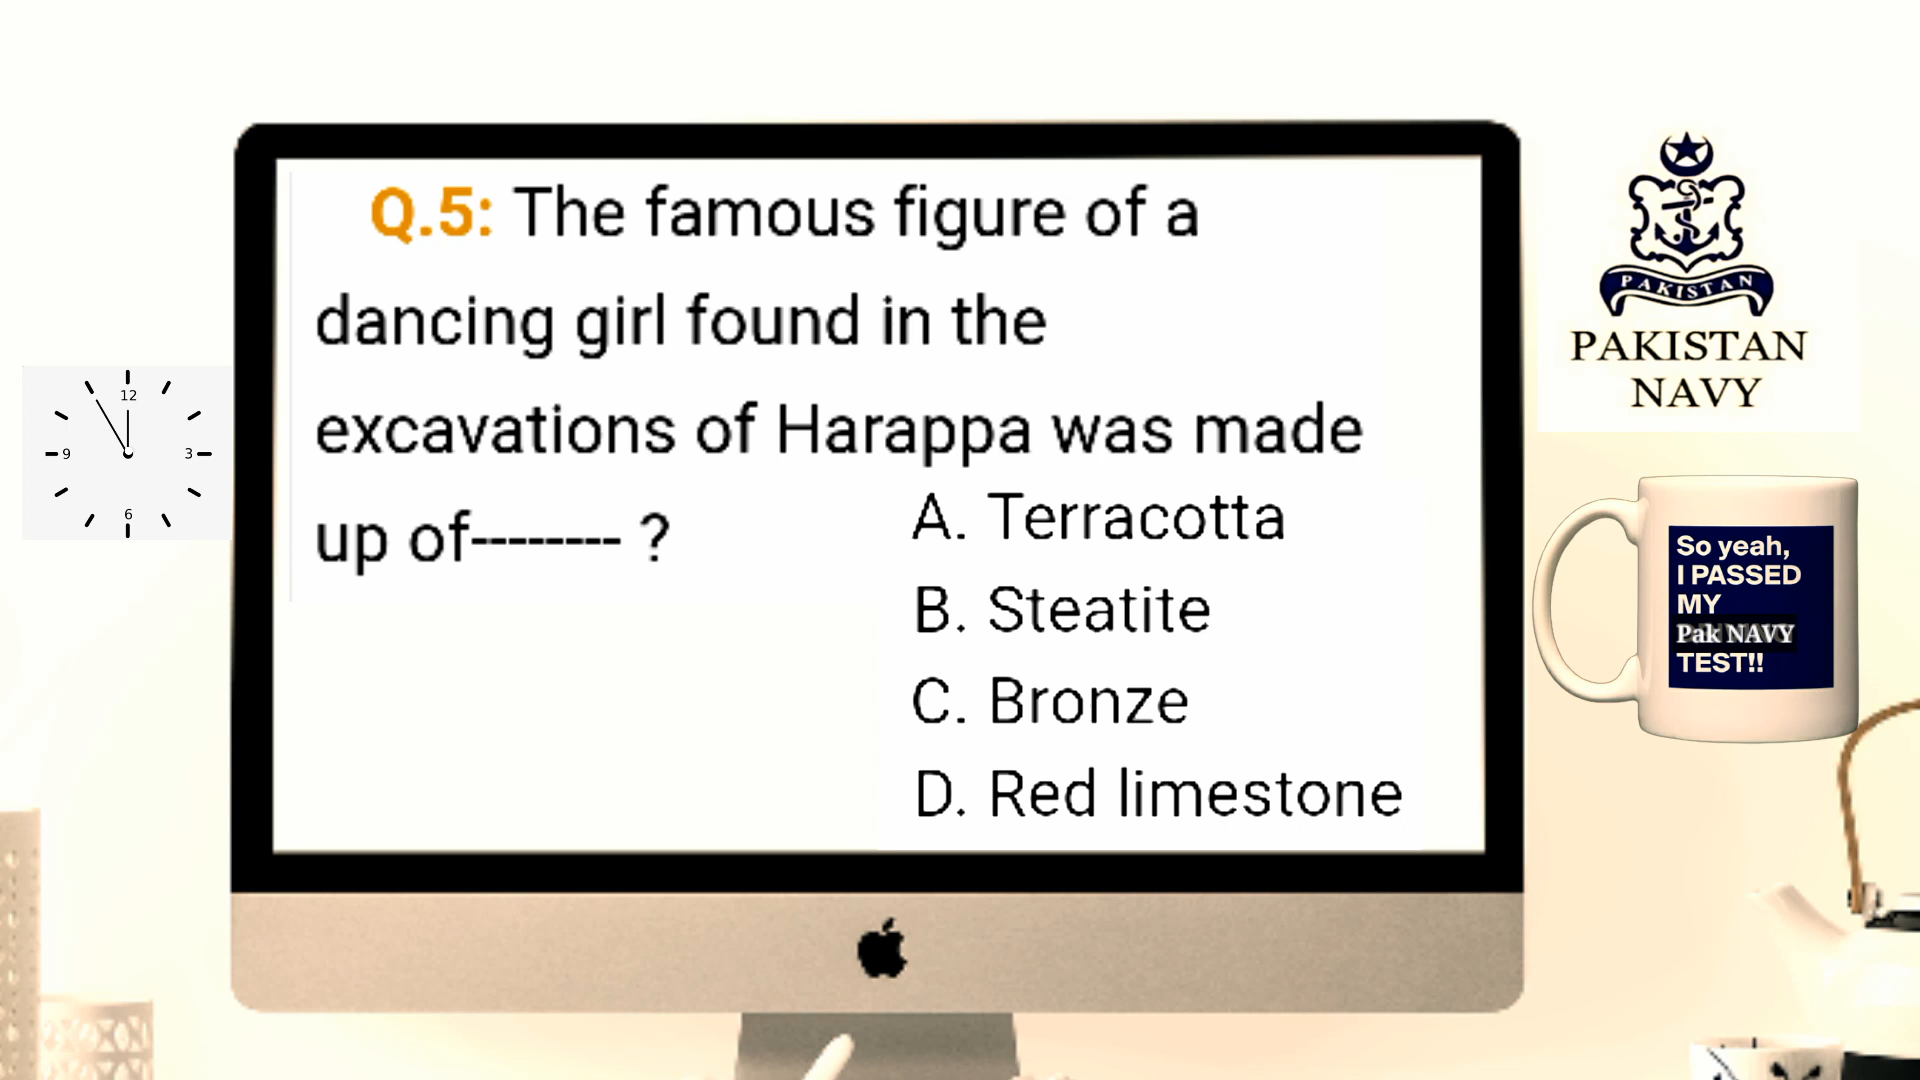 Q.5: The famous figure of a
dancing girl found in the
excavations of Harappa was made
up of-------- ?
A. Terracotta
B. Steatite
C. Bronze
D. Red limestone
12
9
3
6
PAKISTAN
PAKISTAN
NAVY
So yeah,
I PASSED
MY
Pak NAVY
TEST!!